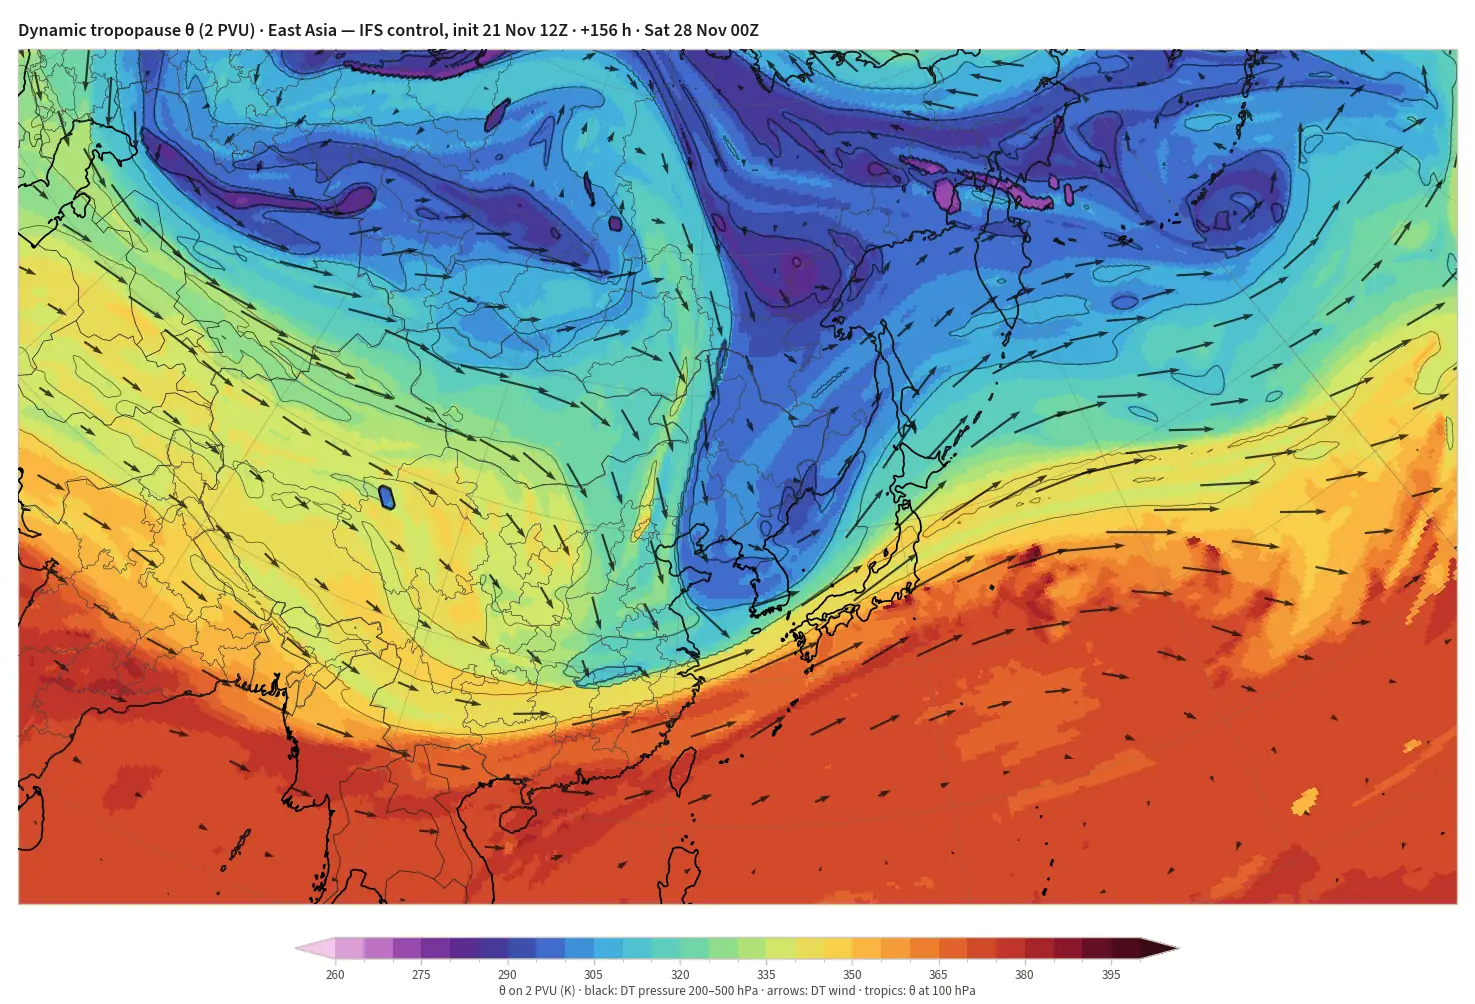 Dynamic tropopause θ (2 PVU) · East Asia — IFS control, init 21 Nov 12Z · +156 h · Sat 28 Nov 00Z
260 275 290 305 320 335 350 365 380 395
θ on 2 PVU (K) · black: DT pressure 200–500 hPa · arrows: DT wind · tropics: θ at 100 hPa